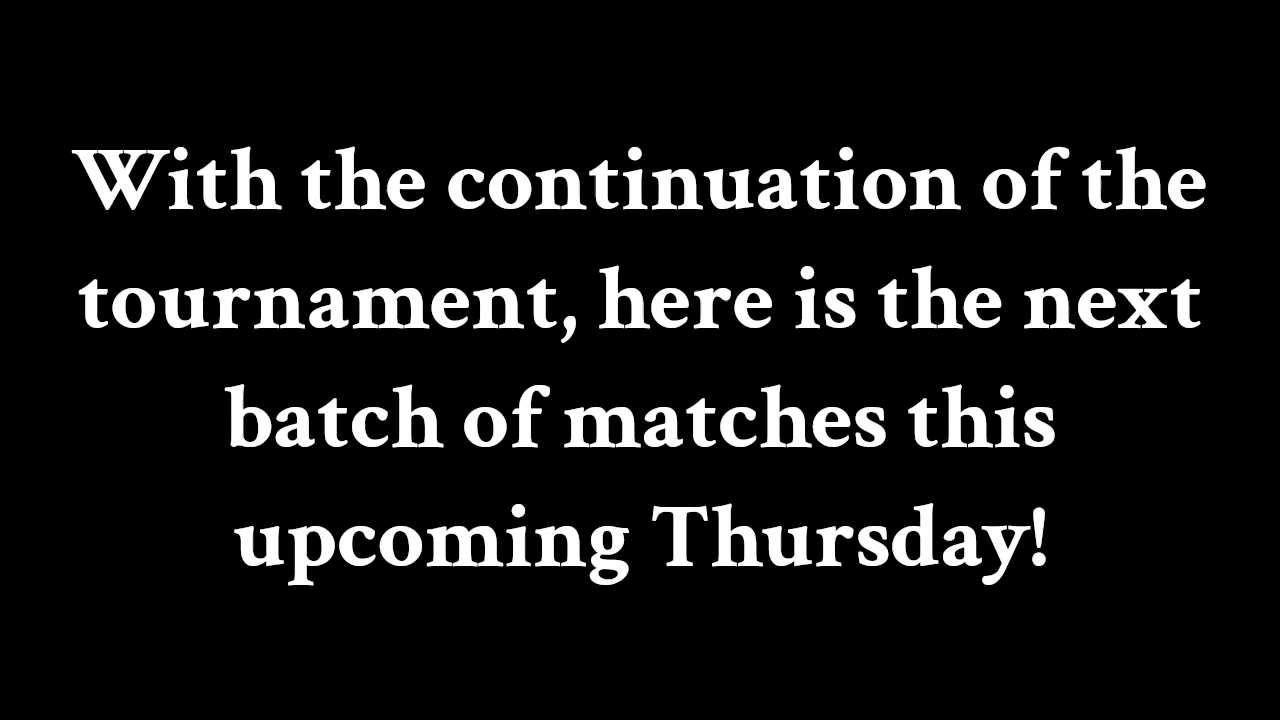 With the continuation of the
tournament, here is the next
batch of matches this
upcoming Thursday!